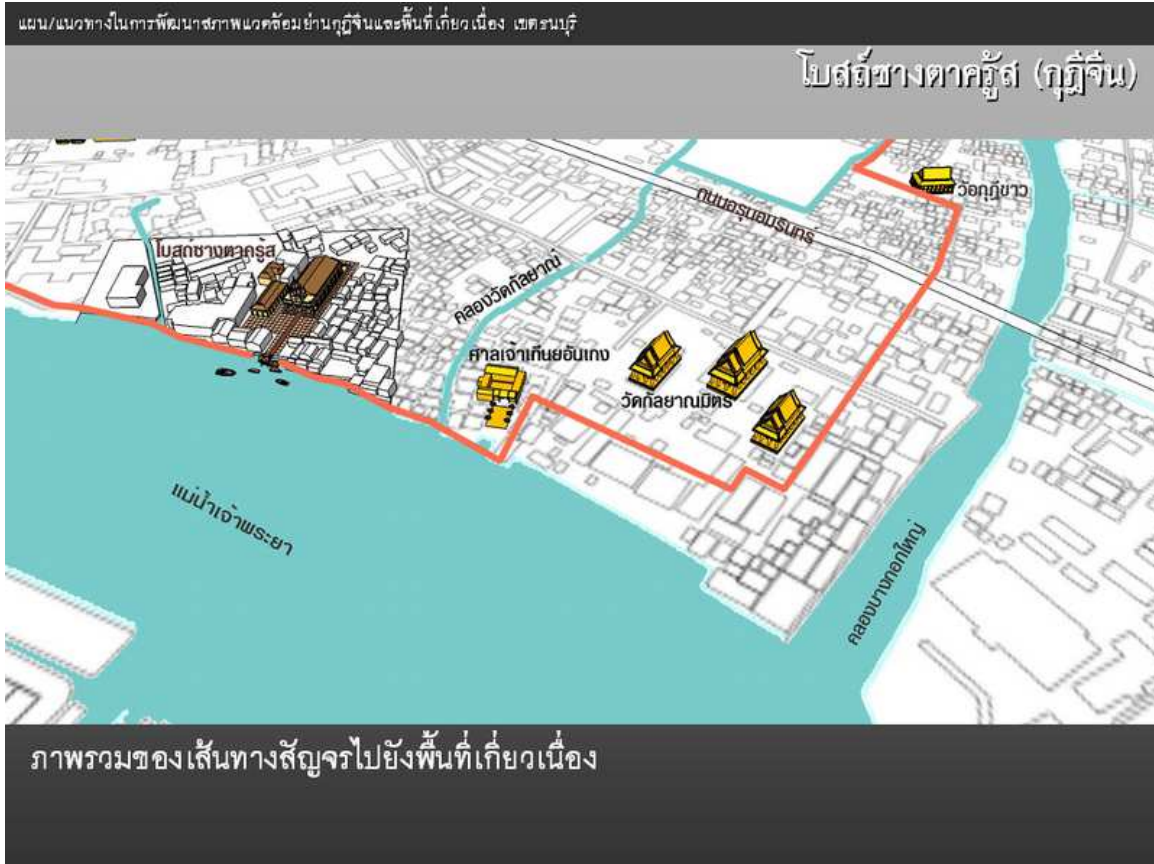 แผน/แนวทางในการพัฒนาสภาพแวดล้อมย่านกุฎีจีนและพื้นที่เกี่ยวเนื่อง เขตธนบุรี
โบสถ์ซางตาครู้ส (กุฎีจีน)
ถนนอรุณอมรินทร์
โบสถ์ซางตาครู้ส
คลองวัดกัลยาณ์
ศาลเจ้าเกียนอันเกง
วัดกัลยาณมิตร
แม่น้ำเจ้าพระยา
คลองบางกอกใหญ่
ภาพรวมของเส้นทางสัญจรไปยังพื้นที่เกี่ยวเนื่อง